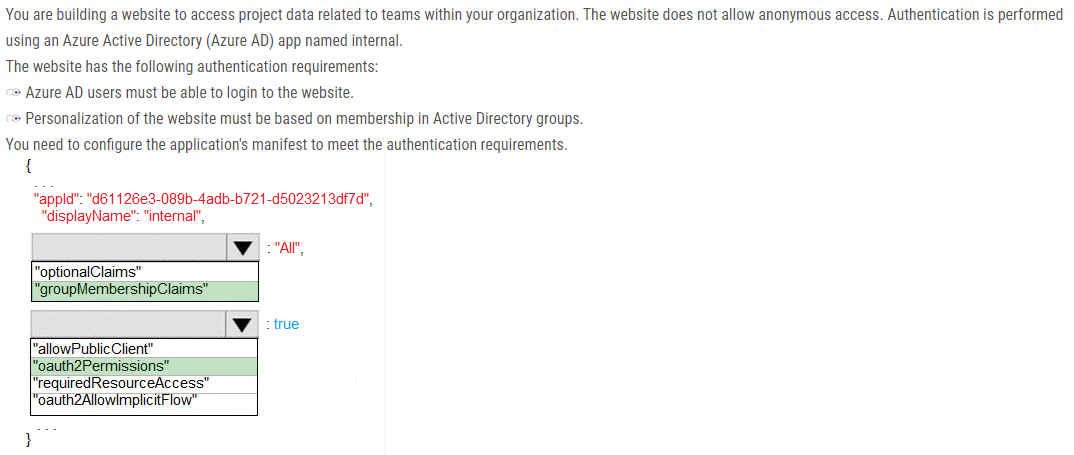 You are building a website to access project data related to teams within your organization. The website does not allow anonymous access. Authentication is performed
using an Azure Active Directory (Azure AD) app named internal.
The website has the following authentication requirements:
Azure AD users must be able to login to the website.
Personalization of the website must be based on membership in Active Directory groups.
You need to configure the application's manifest to meet the authentication requirements.
{
. . .
"appId": "d61126e3-089b-4adb-b721-d5023213df7d",
"displayName": "internal",
: "All",
"optionalClaims"
"groupMembershipClaims"
: true
"allowPublicClient"
"oauth2Permissions"
"requiredResourceAccess"
"oauth2AllowImplicitFlow"
. . .
}